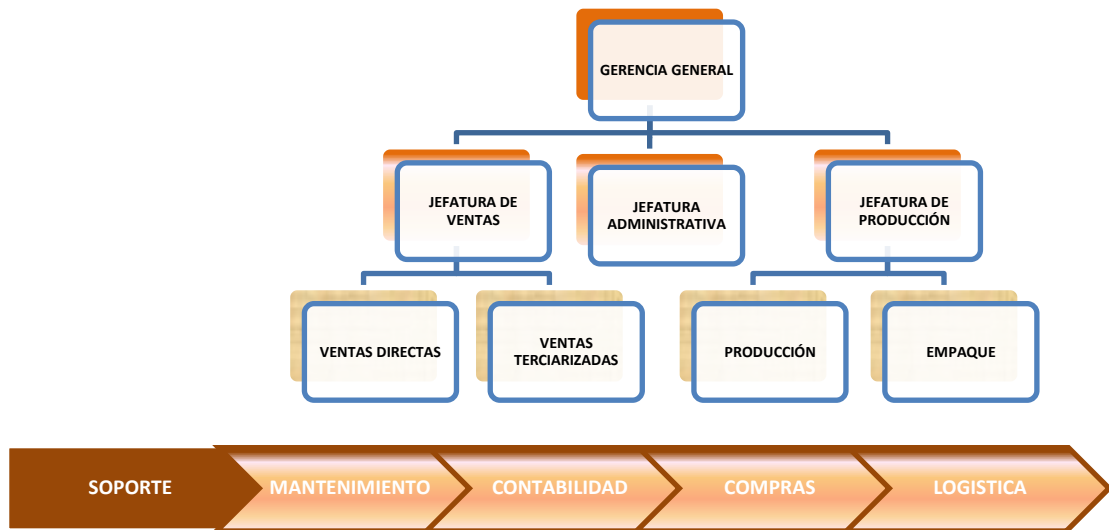 GERENCIA GENERAL
JEFATURA DE
VENTAS
JEFATURA
ADMINISTRATIVA
JEFATURA DE
PRODUCCIÓN
VENTAS DIRECTAS
VENTAS
TERCIARIZADAS
PRODUCCIÓN
EMPAQUE
SOPORTE
MANTENIMIENTO
CONTABILIDAD
COMPRAS
LOGISTICA